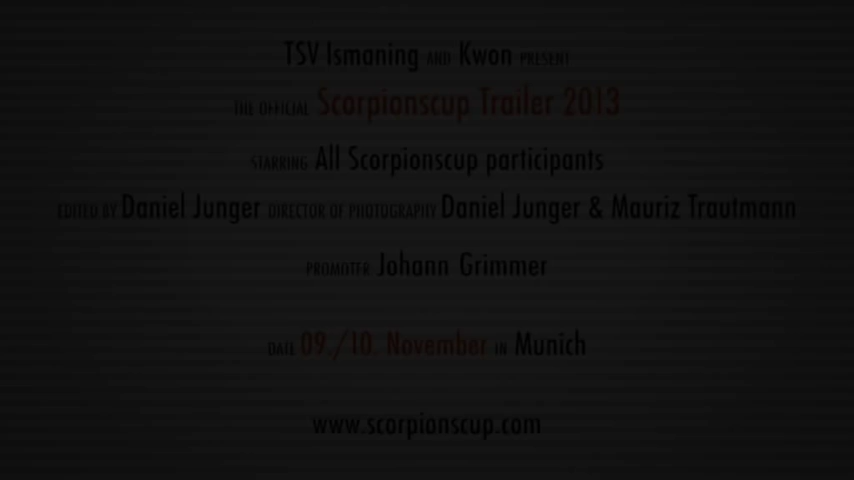 TSV Ismaning AND Kwon PRESENT
THE OFFICIAL Scorpionscup Trailer 2013
STARRING All Scorpionscup participants
EDITED BY Daniel Junger DIRECTOR OF PHOTOGRAPHY Daniel Junger & Mauriz Trautmann
PROMOTER Johann Grimmer
DATE 09./10. November IN Munich
www.scorpionscup.com